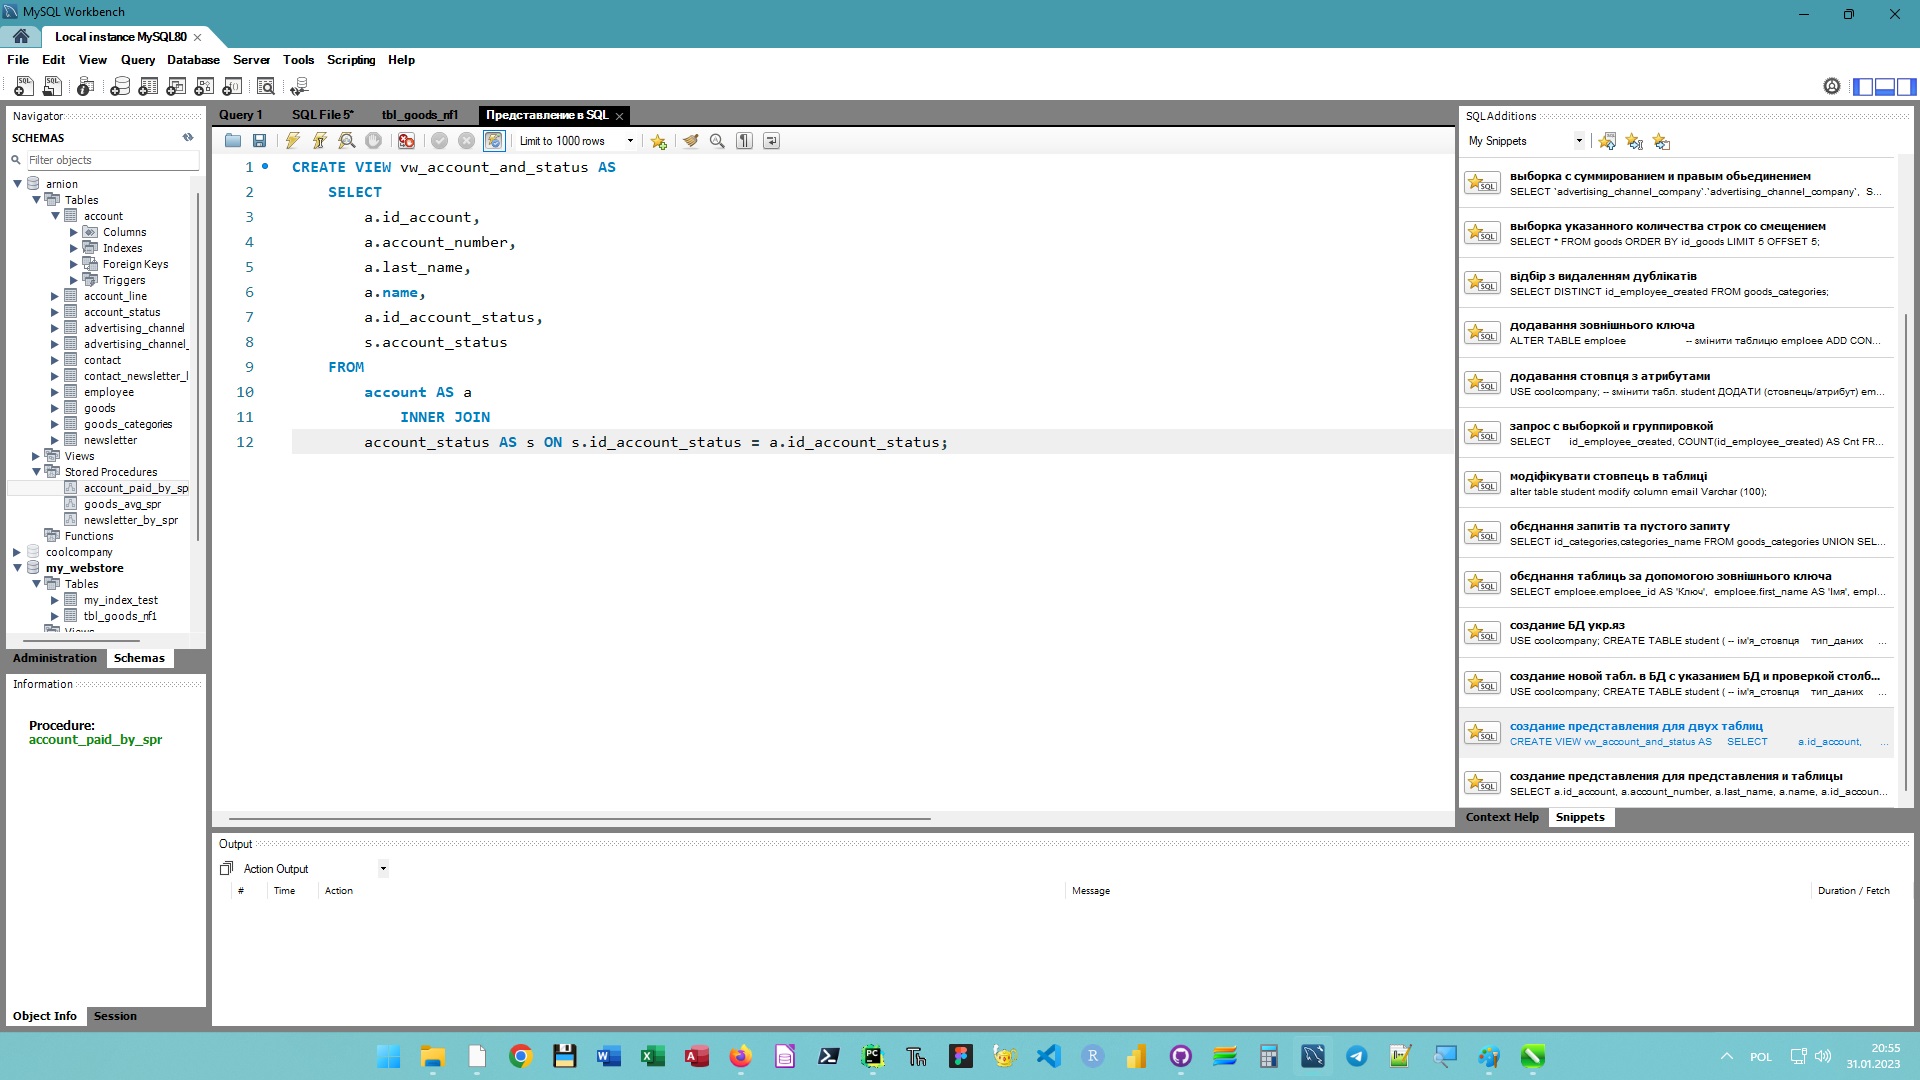 MySQL Workbench
Local instance MySQL80
File Edit View Query Database Server Tools Scripting Help
Navigator
SCHEMAS
Filter objects
arnion
Tables
account
Columns
Indexes
Foreign Keys
Triggers
account_line
account_status
advertising_channel
advertising_channel_
contact
contact_newsletter_l
employee
goods
goods_categories
newsletter
Views
Stored Procedures
account_paid_by_sp
goods_avg_spr
newsletter_by_spr
Functions
coolcompany
my_webstore
Tables
my_index_test
tbl_goods_nf1
Views
Administration Schemas
Information
Procedure:
account_paid_by_spr
Object Info Session
Query 1 SQL File 5* tbl_goods_nf1 Представление в SQL
Limit to 1000 rows
1 CREATE VIEW vw_account_and_status AS
2 SELECT
3 a.id_account,
4 a.account_number,
5 a.last_name,
6 a.name,
7 a.id_account_status,
8 s.account_status
9 FROM
10 account AS a
11 INNER JOIN
12 account_status AS s ON s.id_account_status = a.id_account_status;
SQLAdditions
My Snippets
выборка с суммированием и правым обьединением
SELECT `advertising_channel_company`.`advertising_channel_company`, S...
выборка указанного количества строк со смещением
SELECT * FROM goods ORDER BY id_goods LIMIT 5 OFFSET 5;
відбір з видаленням дублікатів
SELECT DISTINCT id_employee_created FROM goods_categories;
додавання зовнішнього ключа
ALTER TABLE emploee -- змінити таблицю emploee ADD CON...
додавання стовпця з атрибутами
USE coolcompany; -- змінити табл. student ДОДАТИ (стовпець/атрибут) em...
запрос с выборкой и группировкой
SELECT id_employee_created, COUNT(id_employee_created) AS Cnt FR...
модіфікувати стовпець в таблиці
alter table student modify column email Varchar (100);
обєднання запитів та пустого запиту
SELECT id_categories,categories_name FROM goods_categories UNION SEL...
обєднання таблиць за допомогою зовнішнього ключа
SELECT emploee.emploee_id AS 'Ключ', emploee.first_name AS 'Імя', empl...
создание БД укр.яз
USE coolcompany; CREATE TABLE student ( -- ім'я_стовпця тип_даних ...
создание новой табл. в БД с указанием БД и проверкой столб...
USE coolcompany; CREATE TABLE student ( -- ім'я_стовпця тип_даних ...
создание представления для двух таблиц
CREATE VIEW vw_account_and_status AS SELECT a.id_account, ...
создание представления для представления и таблицы
SELECT a.id_account, a.account_number, a.last_name, a.name, a.id_accoun...
Context Help Snippets
Output
Action Output
# Time Action Message Duration / Fetch
POL
20:55
31.01.2023